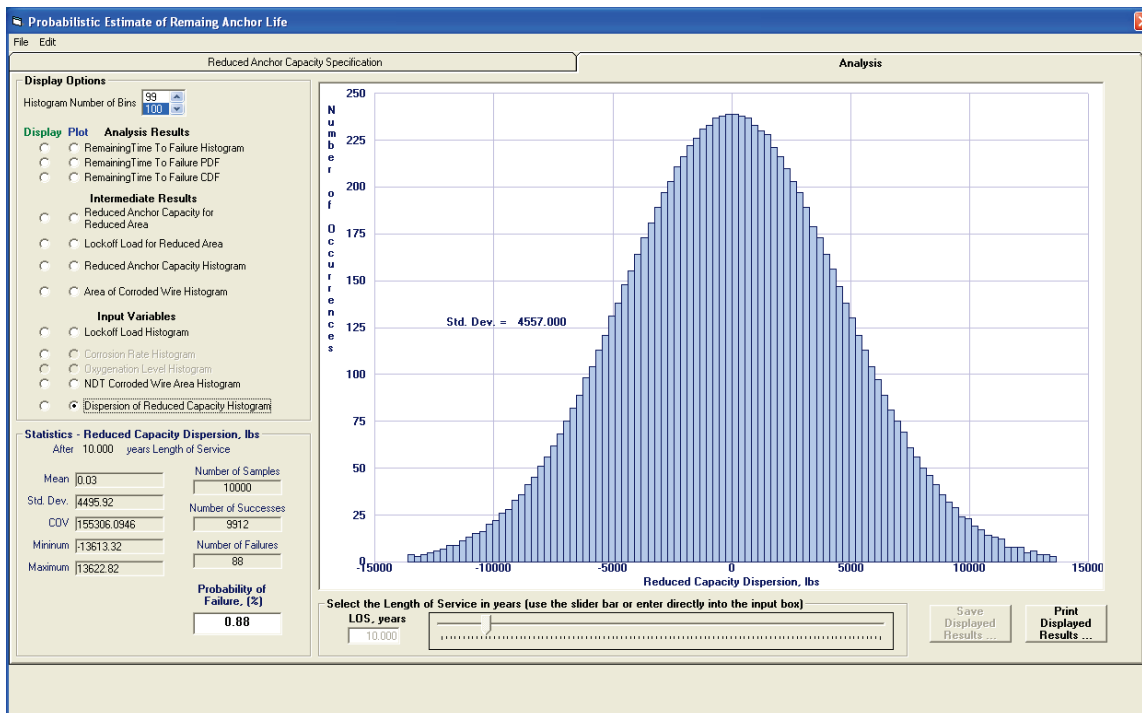 Probabilistic Estimate of Remaing Anchor Life
File Edit
Reduced Anchor Capacity Specification
Analysis
Display Options
Histogram Number of Bins
99
100
Display Plot Analysis Results
RemainingTime To Failure Histogram
RemainingTime To Failure PDF
RemainingTime To Failure CDF
Intermediate Results
Reduced Anchor Capacity for
Reduced Area
Lockoff Load for Reduced Area
Reduced Anchor Capacity Histogram
Area of Corroded Wire Histogram
Input Variables
Lockoff Load Histogram
Corrosion Rate Histogram
Oxygenation Level Histogram
NDT Corroded Wire Area Histogram
Dispersion of Reduced Capacity Histogram
Statistics - Reduced Capacity Dispersion, lbs
After 10.000 years Length of Service
Mean 0.03
Std. Dev. 4495.92
COV 155306.0946
Mininum -13613.32
Maximum 13622.82
Number of Samples
10000
Number of Successes
9912
Number of Failures
88
Probability of
Failure, (%)
0.88
Number of Occurrences
250
225
200
175
150
125
100
75
50
25
0
Std. Dev. = 4557.000
-15000 -10000 -5000 0 5000 10000 15000
Reduced Capacity Dispersion, lbs
Select the Length of Service in years (use the slider bar or enter directly into the input box)
LOS, years
10.000
Save
Displayed
Results ...
Print
Displayed
Results ...